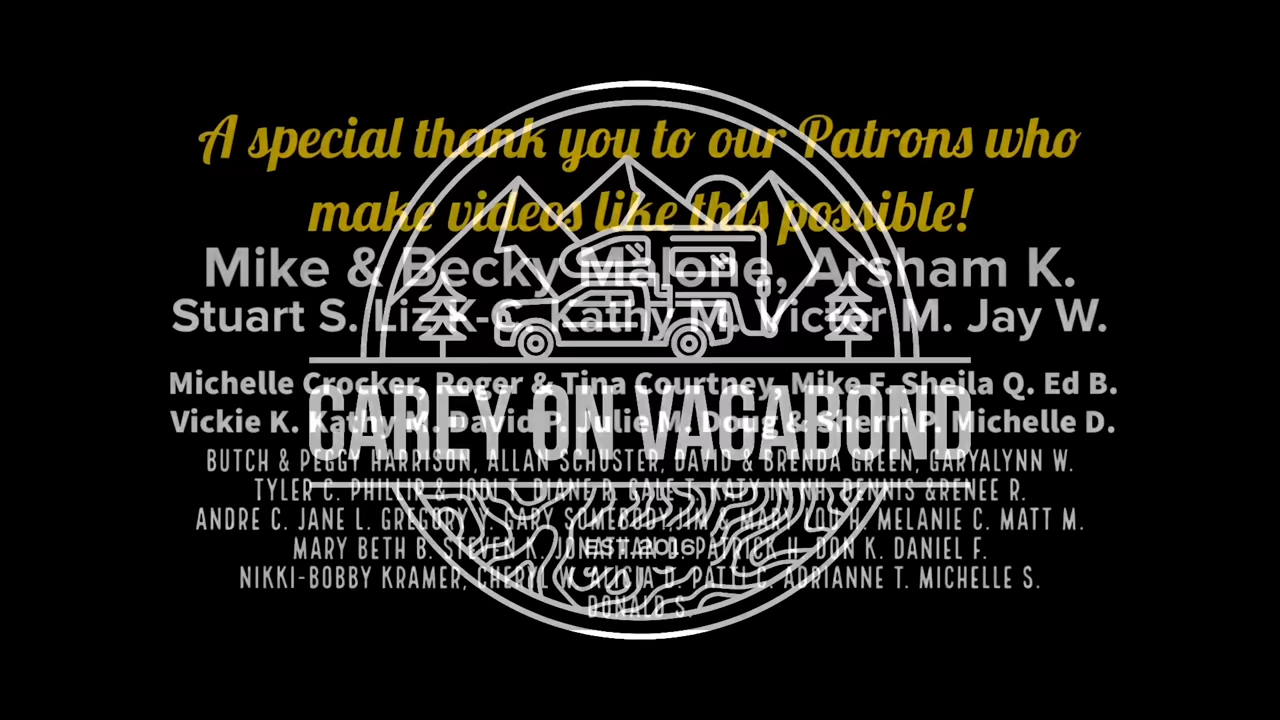 A special thank you to our Patrons who
make videos like this possible!
Mike & Becky Malone, Arsham K.
Stuart S. Liz K-C. Kathy M. Victor M. Jay W.
Michelle Crocker, Roger & Tina Courtney, Mike F. Sheila Q. Ed B.
Vickie K. Kathy M. David P. Julie M. Doug & Sherri P. Michelle D.
CAREY ON VAGABOND
BUTCH & PEGGY HARRISON, ALLAN SCHUSTER, DAVID & BRENDA GREEN, GARYALYNN W.
TYLER C. PHILLIP & JODI T. DIANE R. GALE T. KATY IN NH. DENNIS &RENEE R.
ANDRE C. JANE L. GREGORY V. GARY SOMEBODY, JIM & MARY LOU H. MELANIE C. MATT M.
MARY BETH B. STEVEN K. JONATHAN D. PATRICK H. DON K. DANIEL F.
EST. 2016
NIKKI-BOBBY KRAMER, CHERYL W. ALICIA D. PATTI C. ADRIANNE T. MICHELLE S.
DONALD S.